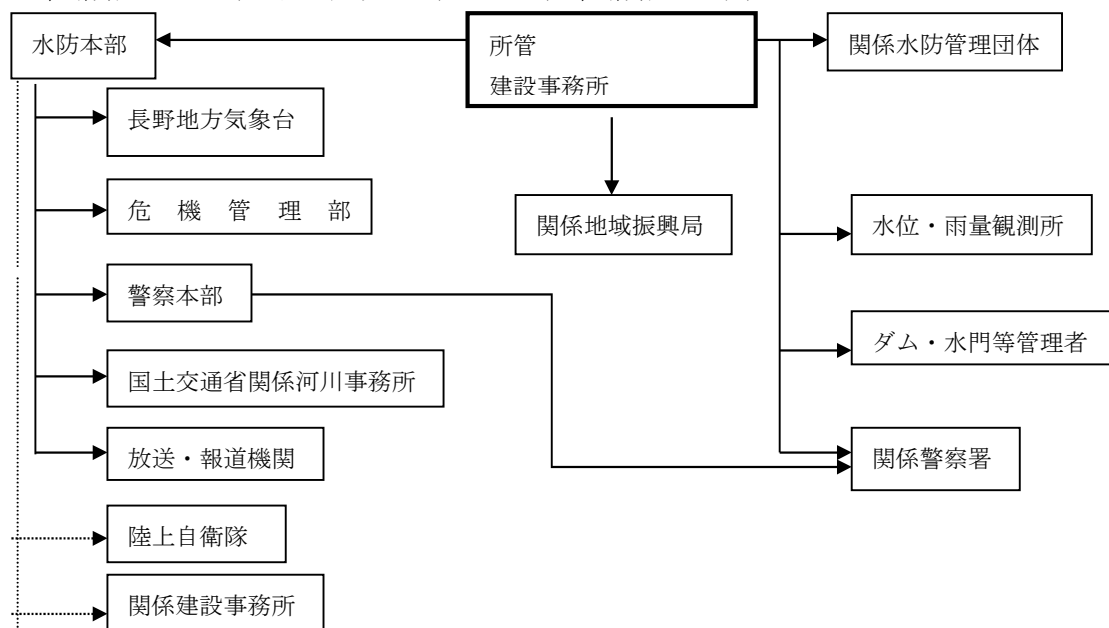 水防本部
所管
建設事務所
関係水防管理団体
長野地方気象台
危機管理部
関係地域振興局
水位・雨量観測所
警察本部
ダム・水門等管理者
国土交通省関係河川事務所
放送・報道機関
関係警察署
陸上自衛隊
関係建設事務所